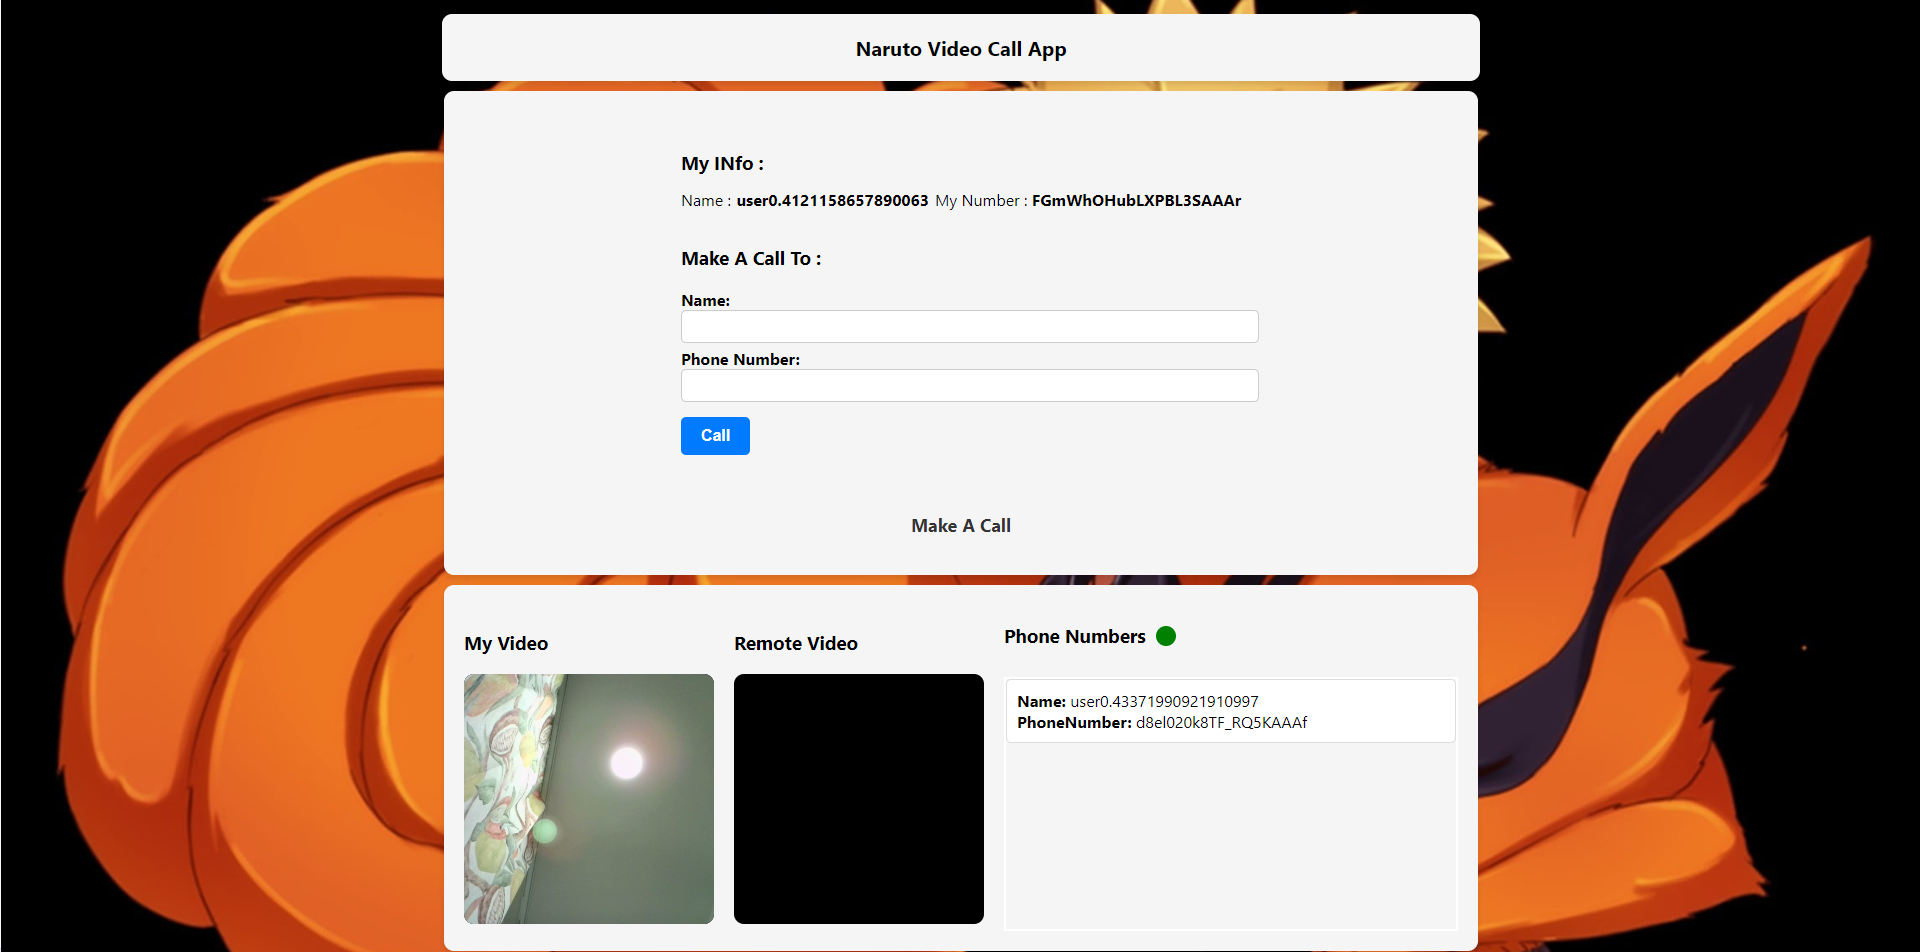 Naruto Video Call App
My INfo :
Name : user0.4121158657890063 My Number : FGmWhOHubLXPBL3SAAAr
Make A Call To :
Name:
Phone Number:
Call
Make A Call
My Video
Remote Video
Phone Numbers
Name: user0.43371990921910997
PhoneNumber: d8el020k8TF_RQ5KAAAf